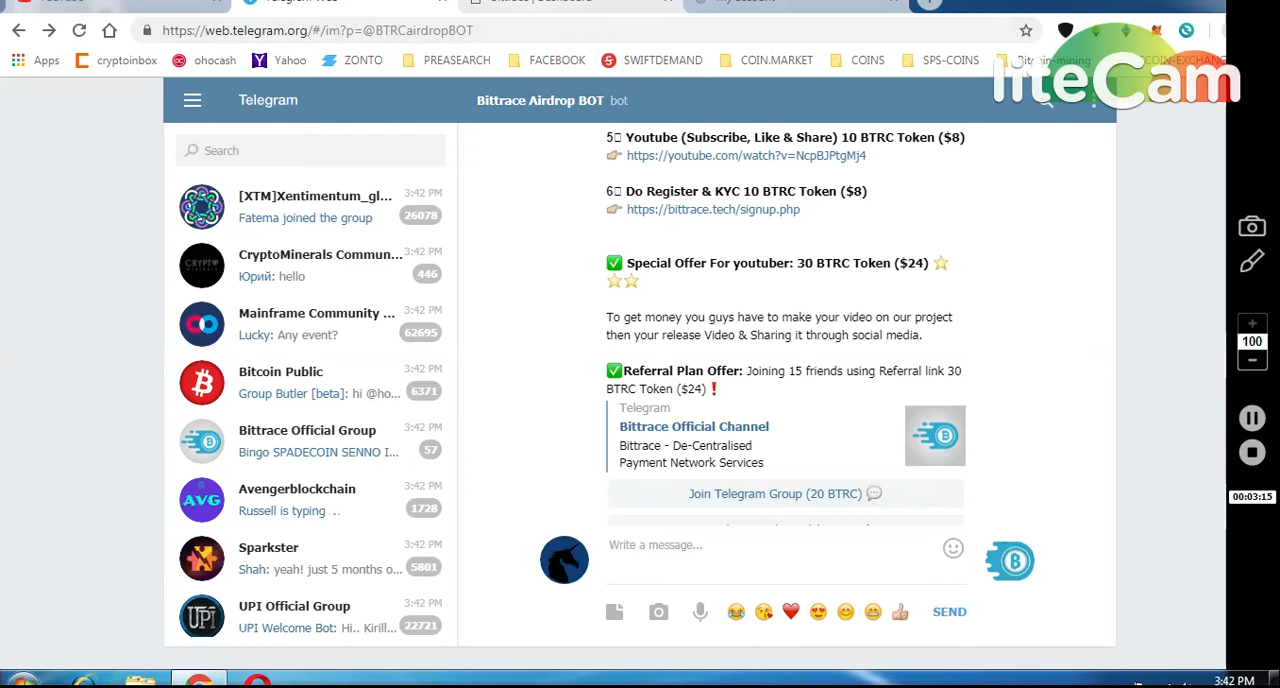 https://web.telegram.org/#/im?p=@BTRCairdropBOT
Apps
cryptoinbox
ohocash
Yahoo
ZONTO
PREASEARCH
FACEBOOK
SWIFTDEMAND
COIN.MARKET
COINS
SPS-COINS
liteCam
Telegram
Bittrace Airdrop BOT bot
Search
[XTM]Xentimentum_gl... 3:42 PM
Fatema joined the group 26078
CryptoMinerals Commun... 3:42 PM
Юрий: hello 446
Mainframe Community ... 3:42 PM
Lucky: Any event? 62695
Bitcoin Public 3:42 PM
Group Butler [beta]: hi @ho... 6371
Bittrace Official Group 3:42 PM
Bingo SPADECOIN SENNO I... 57
AVG
Avengerblockchain 3:42 PM
Russell is typing ... 1728
Sparkster 3:42 PM
Shah: yeah! just 5 months o... 5801
UPI
UPI Official Group 3:42 PM
UPI Welcome Bot: Hi.. Kirill... 22721
5 Youtube (Subscribe, Like & Share) 10 BTRC Token ($8)
👉 https://youtube.com/watch?v=NcpBJPtgMj4
6 Do Register & KYC 10 BTRC Token ($8)
👉 https://bittrace.tech/signup.php
✅ Special Offer For youtuber: 30 BTRC Token ($24) ⭐
⭐⭐
To get money you guys have to make your video on our project
then your release Video & Sharing it through social media.
✅Referral Plan Offer: Joining 15 friends using Referral link 30
BTRC Token ($24)❗
Telegram
Bittrace Official Channel
Bittrace - De-Centralised
Payment Network Services
Join Telegram Group (20 BTRC) 💬
Write a message...
SEND
100
00:03:15
3:42 PM